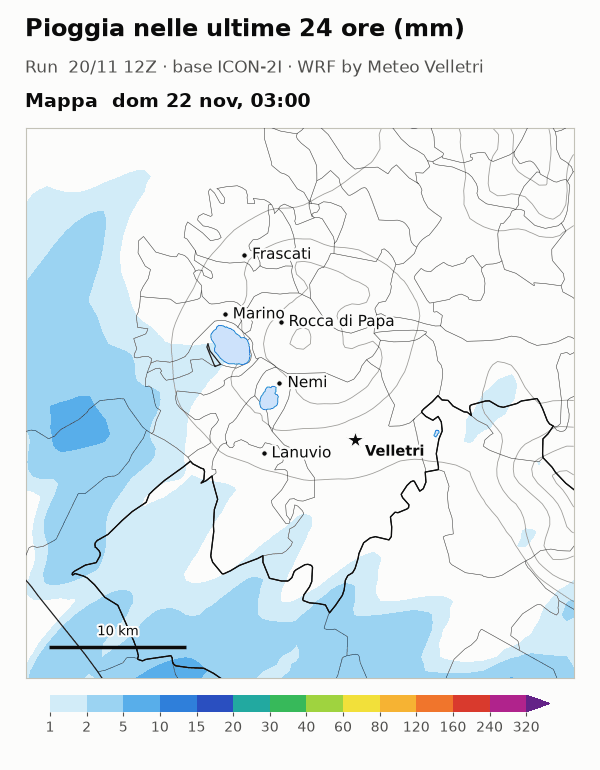 Pioggia nelle ultime 24 ore (mm)
Run  20/11 12Z · base ICON-2I · WRF by Meteo Velletri
Mappa  dom 22 nov, 03:00
Frascati
Marino
Rocca di Papa
Nemi
Velletri
Lanuvio
10 km
1 2 5 10 15 20 30 40 60 80 120 160 240 320